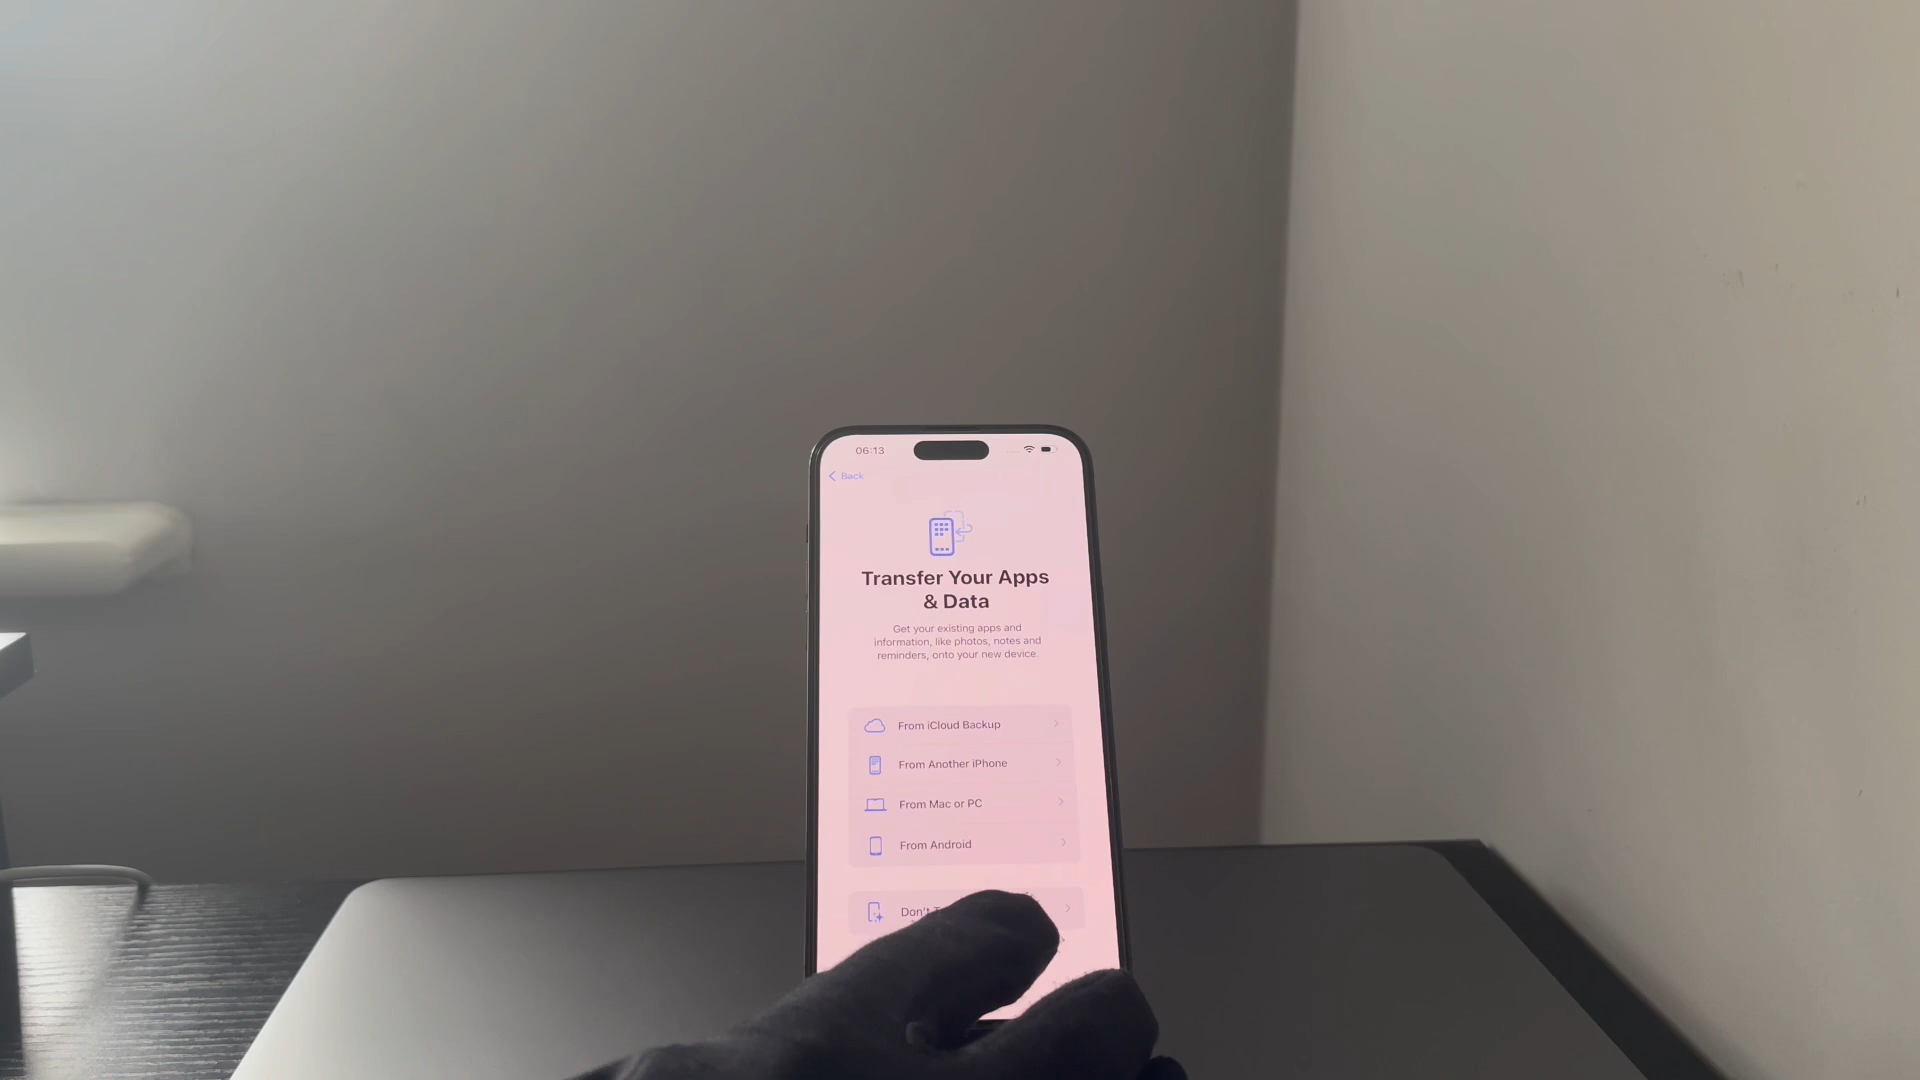 06:13
Back
Transfer Your Apps
& Data
Get your existing apps and
information, like photos, notes and
reminders, onto your new device.
From iCloud Backup
From Another iPhone
From Mac or PC
From Android
Don't